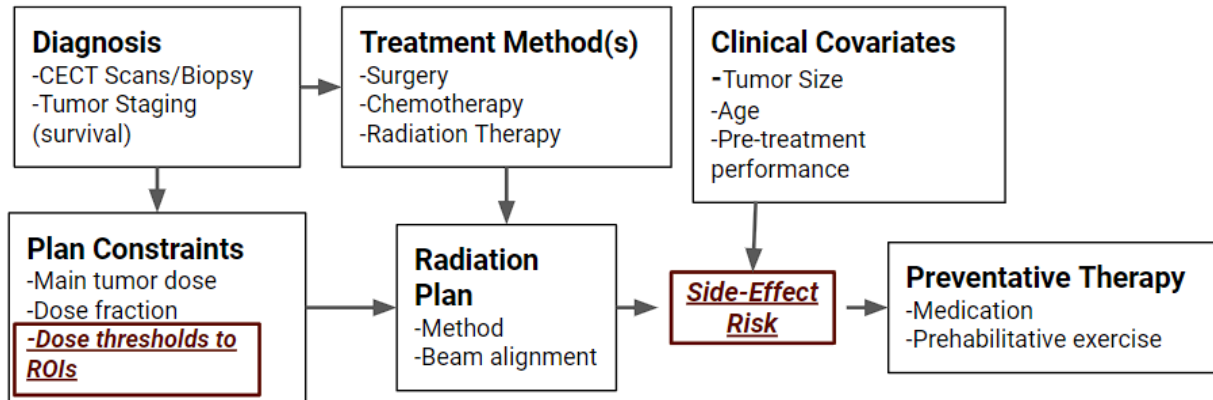 Diagnosis
-CECT Scans/Biopsy
-Tumor Staging
(survival)
Treatment Method(s)
-Surgery
-Chemotherapy
-Radiation Therapy
Clinical Covariates
-Tumor Size
-Age
-Pre-treatment
performance
Plan Constraints
-Main tumor dose
-Dose fraction
-Dose thresholds to
ROIs
Radiation
Plan
-Method
-Beam alignment
Side-Effect
Risk
Preventative Therapy
-Medication
-Prehabilitative exercise